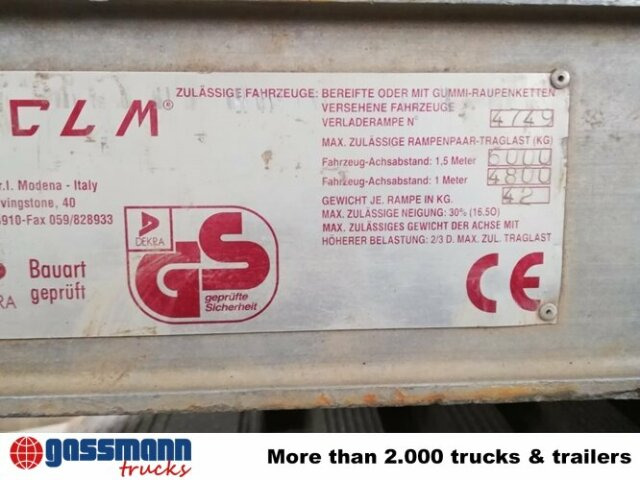 ZULÄSSIGE FAHRZEUGE: BEREIFTE ODER MIT GUMMI-RAUPENKETTEN
VERSEHENE FAHRZEUGE
CLM®
VERLADERAMPE N° 4749
MAX. ZULÄSSIGE RAMPENPAAR-TRAGLAST (KG)
Fahrzeug-Achsabstand: 1,5 Meter 6000
Fahrzeug-Achsabstand: 1 Meter 4800
GEWICHT JE. RAMPE IN KG. 42
MAX. ZULÄSSIGE NEIGUNG: 30% (16.50)
MAX. ZULÄSSIGES GEWICHT DER ACHSE MIT
HÖHERER BELASTUNG: 2/3 D. MAX. ZUL. TRAGLAST
r.l. Modena - Italy
vingstone, 40
6910-Fax 059/828933
Bauart
geprüft
DEKRA
GS
geprüfte
Sicherheit
CE
gassmann
trucks
More than 2.000 trucks & trailers